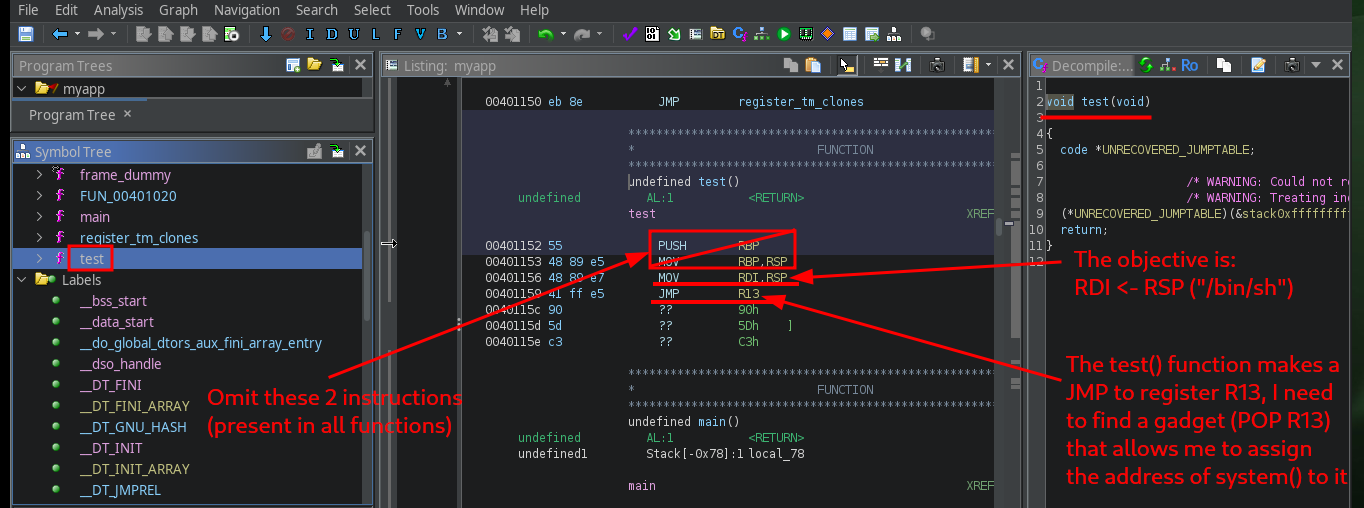 File Edit Analysis Graph Navigation Search Select Tools Window Help
I D U L F V B
Program Trees
myapp
Program Tree ×
Symbol Tree
frame_dummy
FUN_00401020
main
register_tm_clones
test
Labels
__bss_start
__data_start
__do_global_dtors_aux_fini_array_entry
__dso_handle
__DT_FINI
__DT_FINI_ARRAY
__DT_GNU_HASH
__DT_INIT
__DT_INIT_ARRAY
__DT_JMPREL
Omit these 2 instructions
(present in all functions)
Listing: myapp
00401150 eb 8e JMP register_tm_clones
************************************************
* FUNCTION
************************************************
undefined test()
undefined AL:1 <RETURN>
test XREF
00401152 55 PUSH RBP
00401153 48 89 e5 MOV RBP,RSP
00401156 48 89 e7 MOV RDI,RSP
00401159 41 ff e5 JMP R13
0040115c 90 ?? 90h
0040115d 5d ?? 5Dh ]
0040115e c3 ?? C3h
************************************************
* FUNCTION
************************************************
undefined main()
undefined AL:1 <RETURN>
undefined1 Stack[-0x78]:1 local_78
main XREF
Decompile:... Ro
1
2 void test(void)
3
4 {
5 code *UNRECOVERED_JUMPTABLE;
6
7 /* WARNING: Could not r
8 /* WARNING: Treating in
9 (*UNRECOVERED_JUMPTABLE)(&stack0xfffffffff
10 return;
11 }
12
The objective is:
RDI <- RSP ("/bin/sh")
The test() function makes a
JMP to register R13, I need
to find a gadget (POP R13)
that allows me to assign
the address of system() to it